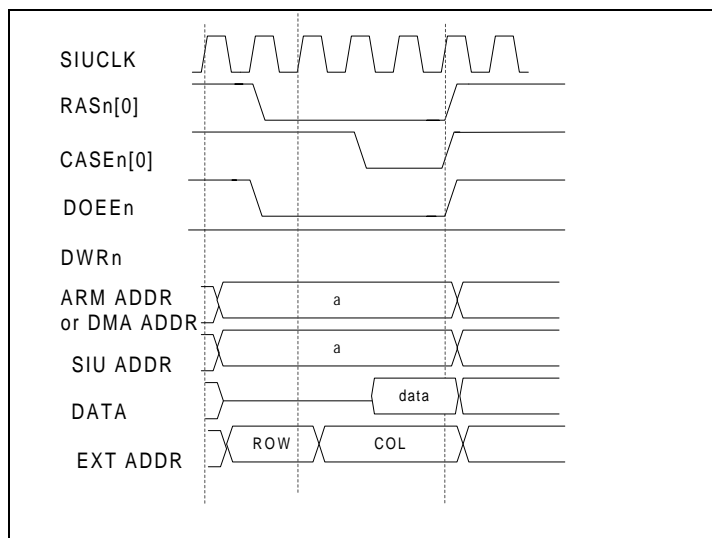 SIUCLK
RASn[0]
CASEn[0]
DOEEn
DWRn
ARM ADDR
or DMA ADDR
a
SIU ADDR
a
DATA
data
EXT ADDR
ROW
COL